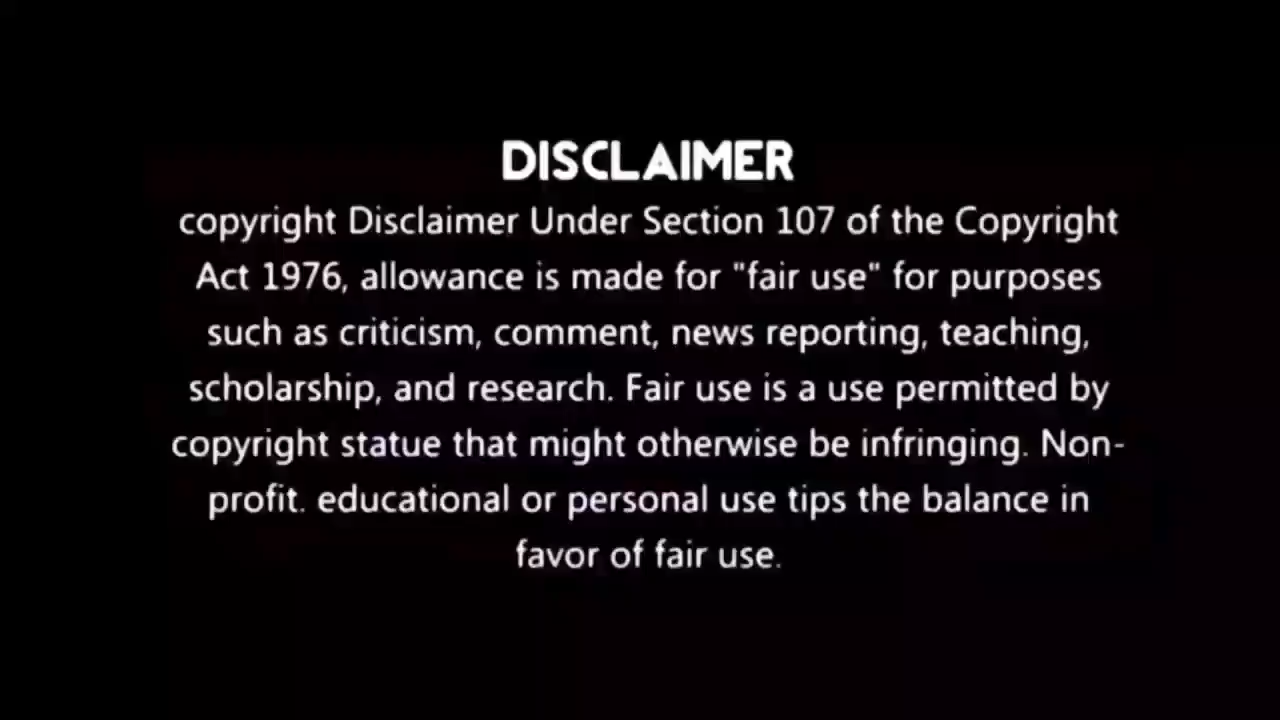 DISCLAIMER
copyright Disclaimer Under Section 107 of the Copyright
Act 1976, allowance is made for "fair use" for purposes
such as criticism, comment, news reporting, teaching,
scholarship, and research. Fair use is a use permitted by
copyright statue that might otherwise be infringing. Non-
profit. educational or personal use tips the balance in
favor of fair use.